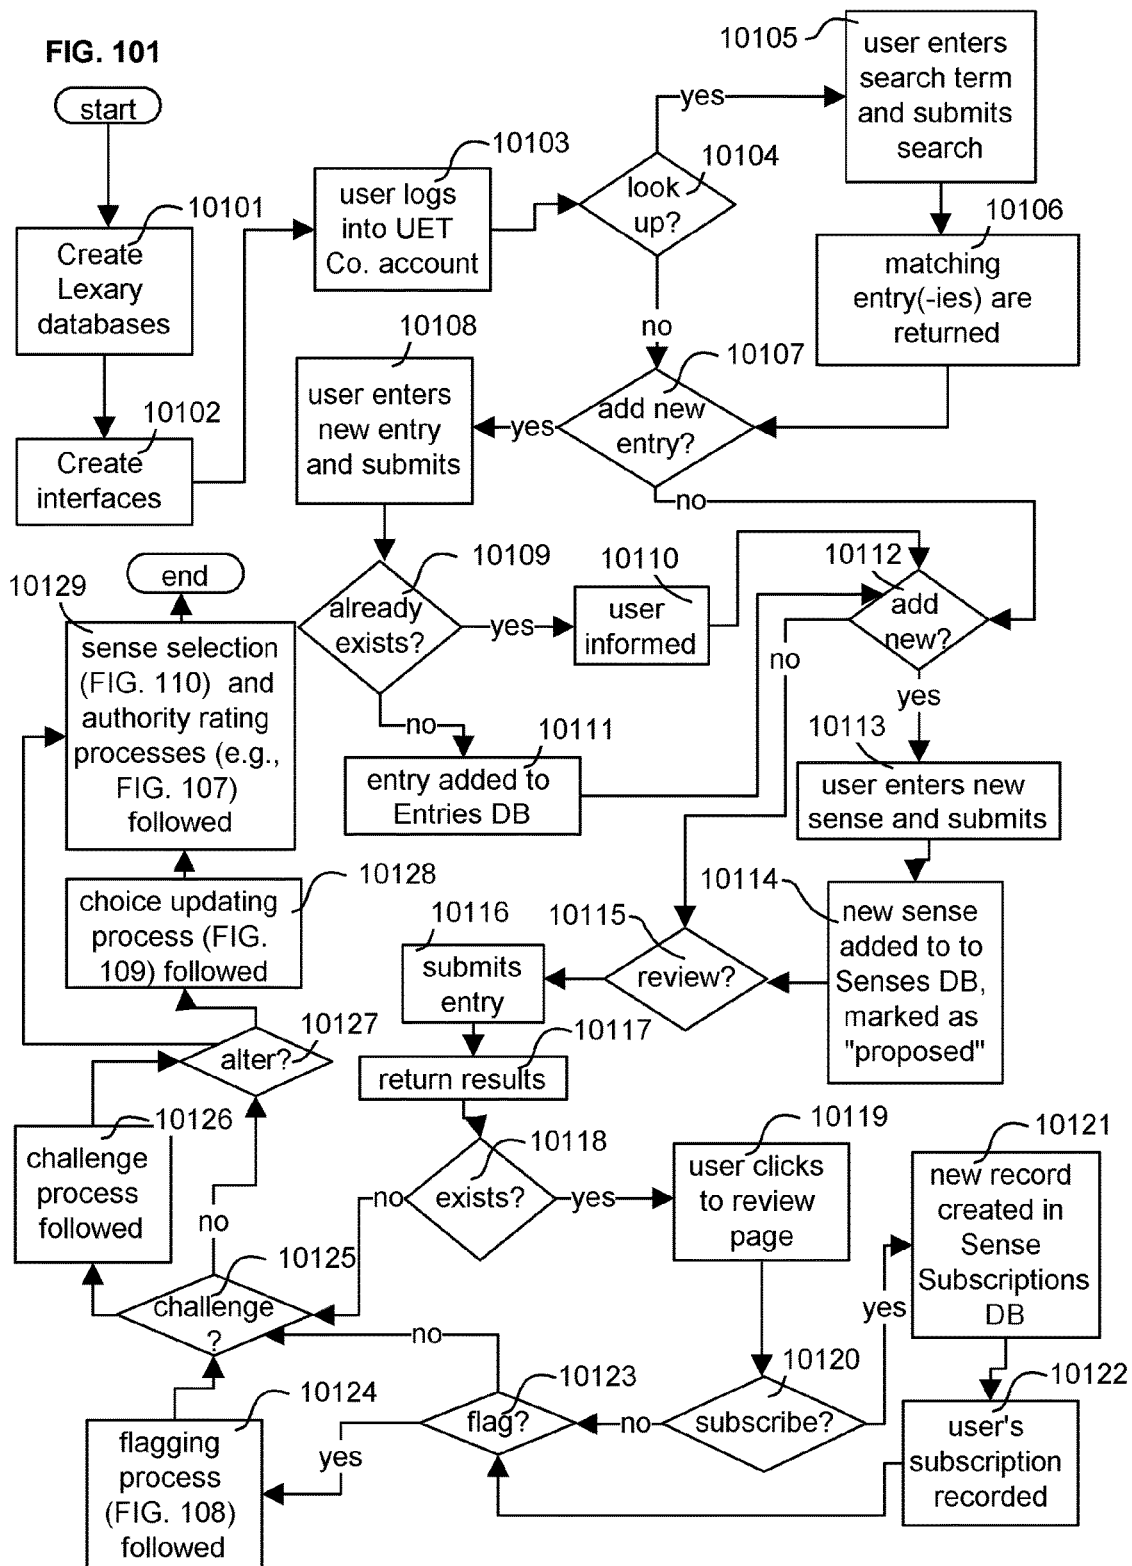 FIG. 101
start
10101
Create
Lexary
databases
10102
Create
interfaces
10103
user logs
into UET
Co. account
10104
look
up?
yes
10105
user enters
search term
and submits
search
10106
matching
entry(-ies) are
returned
no
10107
add new
entry?
yes
10108
user enters
new entry
and submits
no
10109
already
exists?
yes
10110
user
informed
no
10111
entry added to
Entries DB
10112
add
new?
no
yes
10113
user enters new
sense and submits
10114
new sense
added to to
Senses DB,
marked as
"proposed"
10115
review?
10116
submits
entry
10117
return results
10118
exists?
no
yes
10119
user clicks
to review
page
10120
subscribe?
yes
10121
new record
created in
Sense
Subscriptions
DB
10122
user's
subscription
recorded
no
10123
flag?
no
yes
10124
flagging
process
(FIG. 108)
followed
10125
challenge
?
no
10126
challenge
process
followed
10127
alter?
10128
choice updating
process (FIG.
109) followed
10129
sense selection
(FIG. 110) and
authority rating
processes (e.g.,
FIG. 107)
followed
end